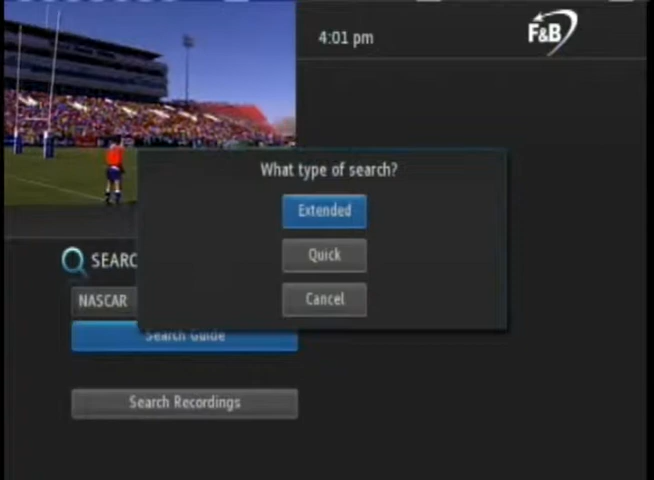 4:01 pm
F&B
What type of search?
Extended
Quick
Cancel
SEARC
NASCAR
Search Guide
Search Recordings